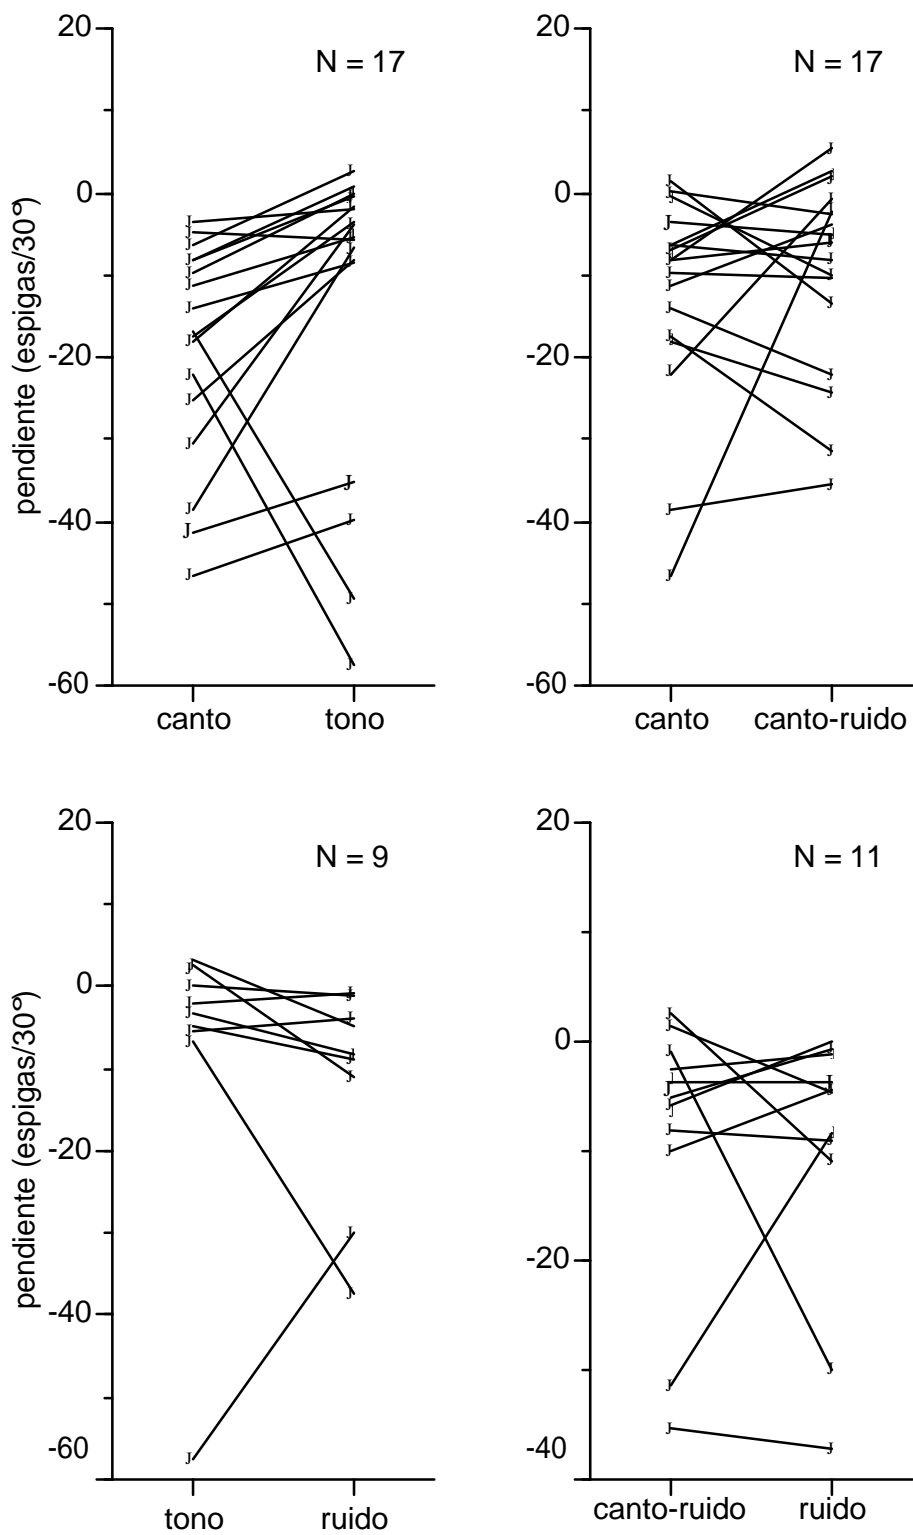 20
N = 17
0
-20
-40
-60
pendiente (espigas/30°)
canto
tono
20
N = 17
0
-20
-40
-60
canto
canto-ruido
20
N = 9
0
-20
-40
-60
pendiente (espigas/30°)
tono
ruido
20
N = 11
0
-20
-40
canto-ruido
ruido